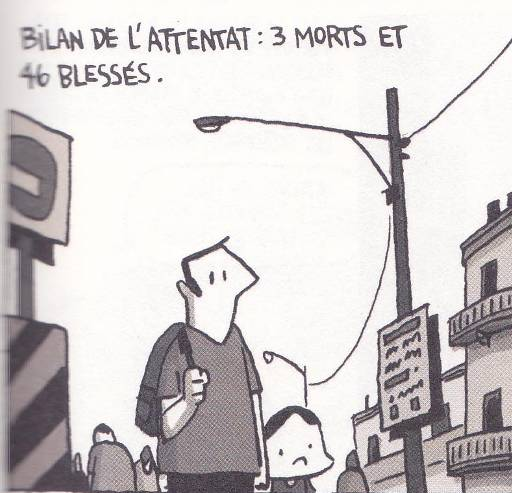 BiLAN DE L'ATTENTAT : 3 MORTS ET
46 BLESSÉS.